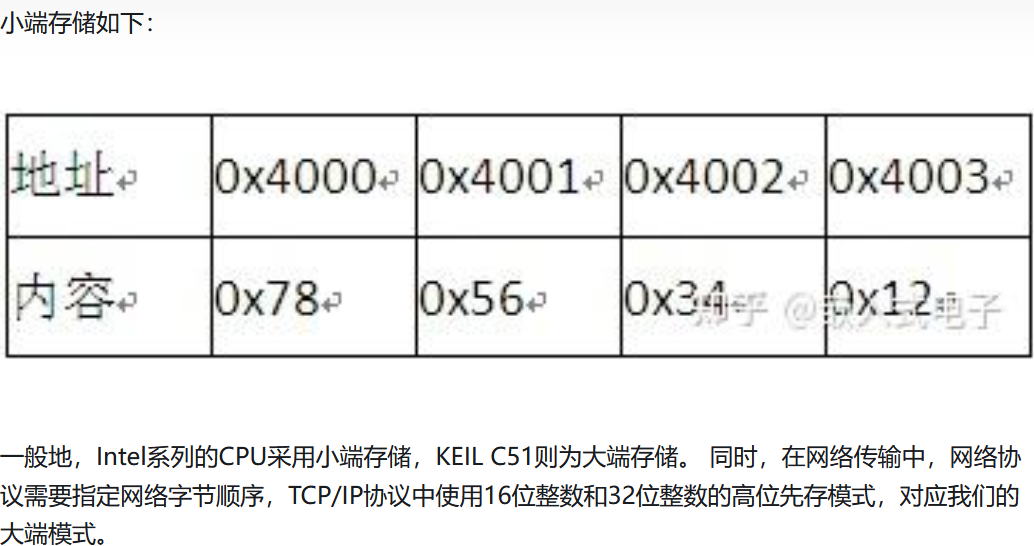 小端存储如下：
地址 0x4000 0x4001 0x4002 0x4003
内容 0x78 0x56 0x34 0x12
知乎 @嵌入式电子
一般地，Intel系列的CPU采用小端存储，KEIL C51则为大端存储。 同时，在网络传输中，网络协
议需要指定网络字节顺序，TCP/IP协议中使用16位整数和32位整数的高位先存模式，对应我们的
大端模式。